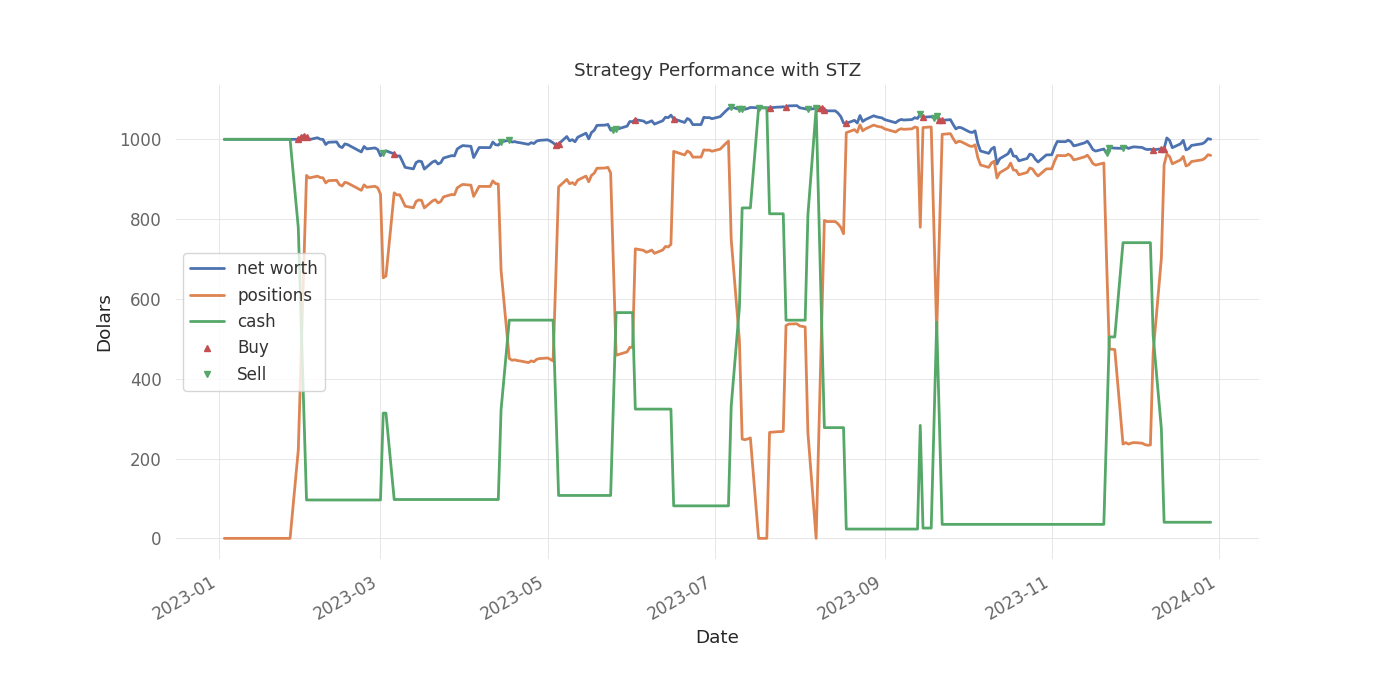 Strategy Performance with STZ
1000
800
600
400
200
0
Dolars
net worth
positions
cash
Buy
Sell
2023-01
2023-03
2023-05
2023-07
2023-09
2023-11
2024-01
Date